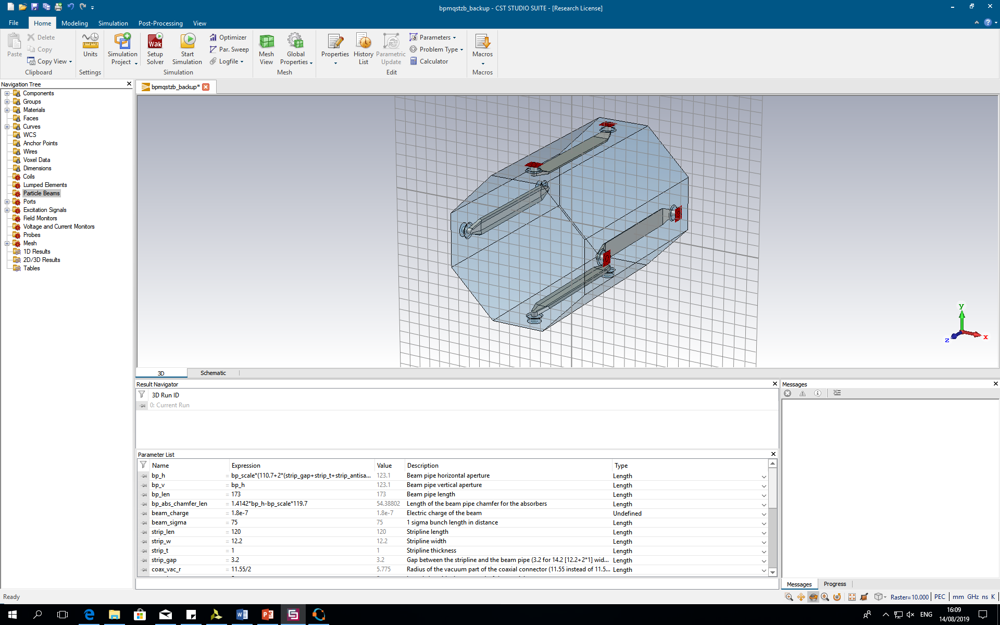 bpmqstzb_backup - CST STUDIO SUITE - [Research License]
File Home Modeling Simulation Post-Processing View
Paste
Delete
Copy
Copy View
Clipboard
Units
Settings
Simulation Project
Wak
Setup Solver
Start Simulation
Optimizer
Par. Sweep
Logfile
Simulation
Mesh View
Global Properties
Mesh
Properties
History List
Parametric Update
Parameters
Problem Type
Calculator
Edit
Macros
Macros
Navigation Tree
Components
Groups
Materials
Faces
Curves
WCS
Anchor Points
Wires
Voxel Data
Dimensions
Coils
Lumped Elements
Particle Beams
Ports
Excitation Signals
Field Monitors
Voltage and Current Monitors
Probes
Mesh
1D Results
2D/3D Results
Tables
bpmqstzb_backup*
y
x
z
3D Schematic
Result Navigator
3D Run ID
0: Current Run
Parameter List
Name Expression Value Description Type
bp_h = bp_scale*(110.7+2*(strip_gap+strip_t+strip_antisa... 123.1 Beam pipe horizontal aperture Length
bp_v = bp_h 123.1 Beam pipe vertical aperture Length
bp_len = 173 173 Beam pipe length Length
bp_abs_chamfer_len = 1.4142*bp_h-bp_scale*119.7 54.38802 Length of the beam pipe chamfer for the absorbers Length
beam_charge = 1.8e-7 1.8e-7 Electric charge of the beam Undefined
beam_sigma = 75 75 1 sigma bunch length in distance Length
strip_len = 120 120 Stripline length Length
strip_w = 12.2 12.2 Stripline width Length
strip_t = 1 1 Stripline thickness Length
strip_gap = 3.2 3.2 Gap between the stripline and the beam pipe (3.2 for 14.2 [12.2+2*1] wid... Length
coax_vac_r = 11.55/2 5.775 Radius of the vacuum part of the coaxial connector (11.55 instead of 11.5... Length
Messages
Messages Progress
Ready
Raster=10.000 PEC mm GHz ns K
ENG
16:09
14/08/2019